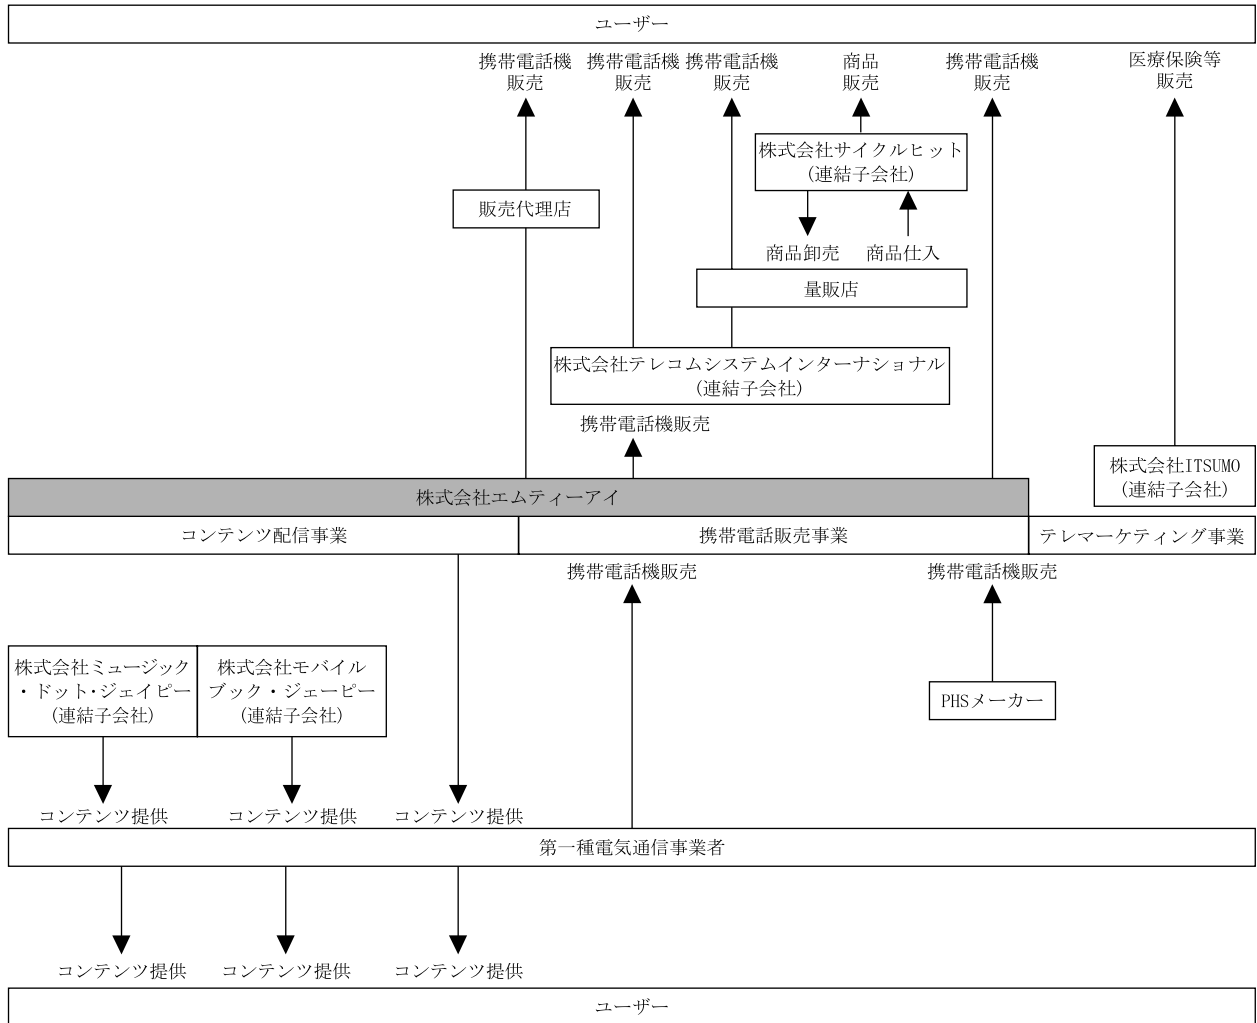 ユーザー
携帯電話機
販売
携帯電話機
販売
携帯電話機
販売
商品
販売
携帯電話機
販売
医療保険等
販売
株式会社サイクルヒット
(連結子会社)
販売代理店
商品卸売
商品仕入
量販店
株式会社テレコムシステムインターナショナル
(連結子会社)
携帯電話機販売
株式会社ITSUMO
(連結子会社)
株式会社エムティーアイ
コンテンツ配信事業
携帯電話販売事業
テレマーケティング事業
携帯電話機販売
携帯電話機販売
株式会社ミュージック
・ドット・ジェイピー
(連結子会社)
株式会社モバイル
ブック・ジェーピー
(連結子会社)
PHSメーカー
コンテンツ提供
コンテンツ提供
コンテンツ提供
第一種電気通信事業者
コンテンツ提供
コンテンツ提供
コンテンツ提供
ユーザー